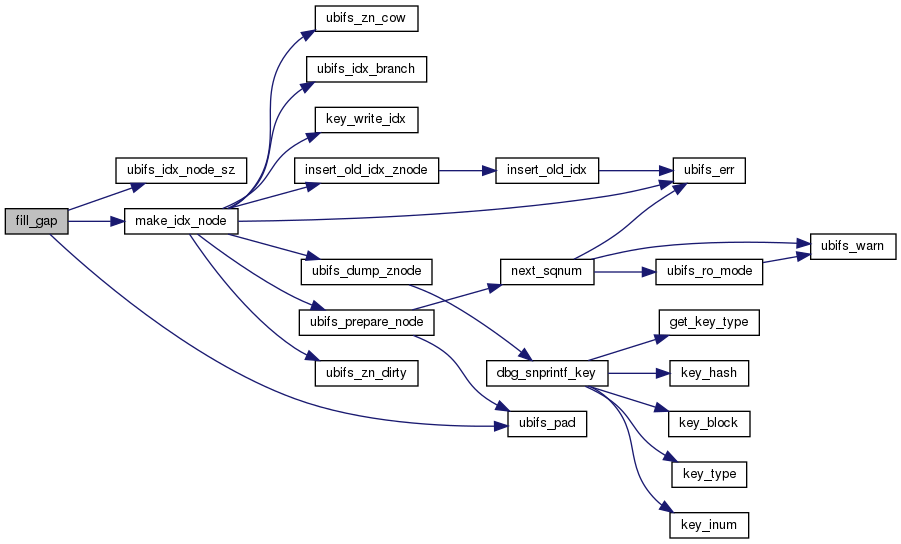 ubifs_zn_cow
ubifs_idx_branch
key_write_idx
ubifs_idx_node_sz
insert_old_idx_znode
insert_old_idx
ubifs_err
fill_gap
make_idx_node
ubifs_warn
ubifs_dump_znode
next_sqnum
ubifs_ro_mode
ubifs_prepare_node
get_key_type
ubifs_zn_dirty
dbg_snprintf_key
key_hash
ubifs_pad
key_block
key_type
key_inum